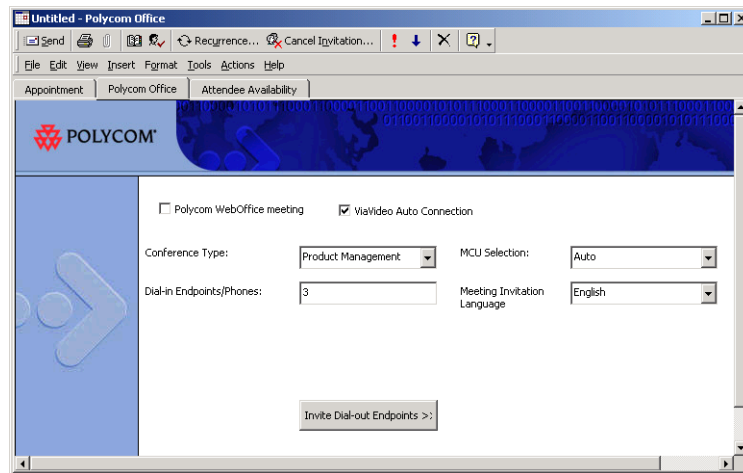 Untitled - Polycom Office
Send Recurrence... Cancel Invitation...
File Edit View Insert Format Tools Actions Help
Appointment Polycom Office Attendee Availability
POLYCOM
Polycom WebOffice meeting ViaVideo Auto Connection
Conference Type: Product Management MCU Selection: Auto
Dial-in Endpoints/Phones: 3 Meeting Invitation
Language English
Invite Dial-out Endpoints >: